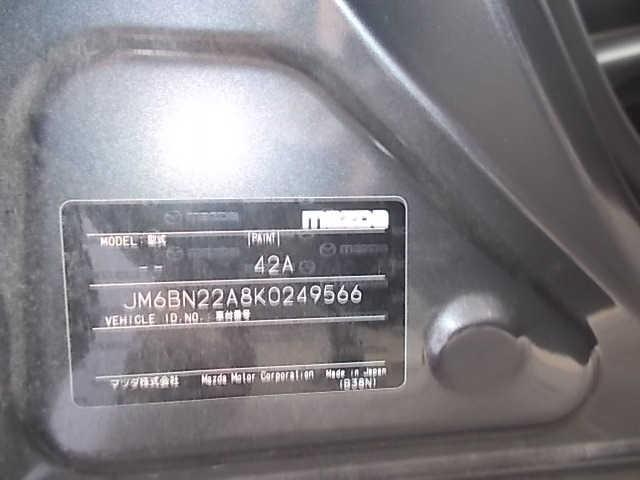 mazda
MODEL: 型式 PAINT
-- 42A
JM6BN22A8K0249566
VEHICLE ID.NO. 車台番号
マツダ株式会社 Mazda Motor Corporation Made in Japan
(B38N)